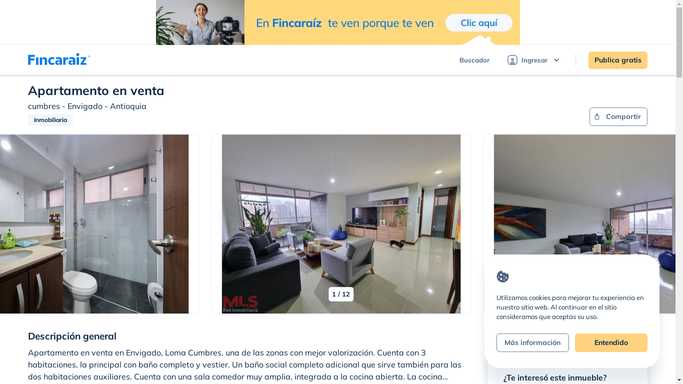 En Fincaraíz te ven porque te ven
Clic aquí
Fincaraíz
Buscador
Ingresar
Publica gratis
Apartamento en venta
cumbres - Envigado - Antioquia
Inmobiliaria
Compartir
MLS
Red Inmobiliaria
1 / 12
Utilizamos cookies para mejorar tu experiencia en
nuestro sitio web. Al continuar en el sitio
consideramos que aceptas su uso.
Más información
Entendido
Descripción general
Apartamento en venta en Envigado, Loma Cumbres, una de las zonas con mejor valorización. Cuenta con 3
habitaciones, la principal con baño completo y vestier. Un baño social completo adicional que sirve también para las
dos habitaciones auxiliares. Cuenta con una sala comedor muy amplia, integrada a la cocina abierta. La cocina...
¿Te interesó este inmueble?